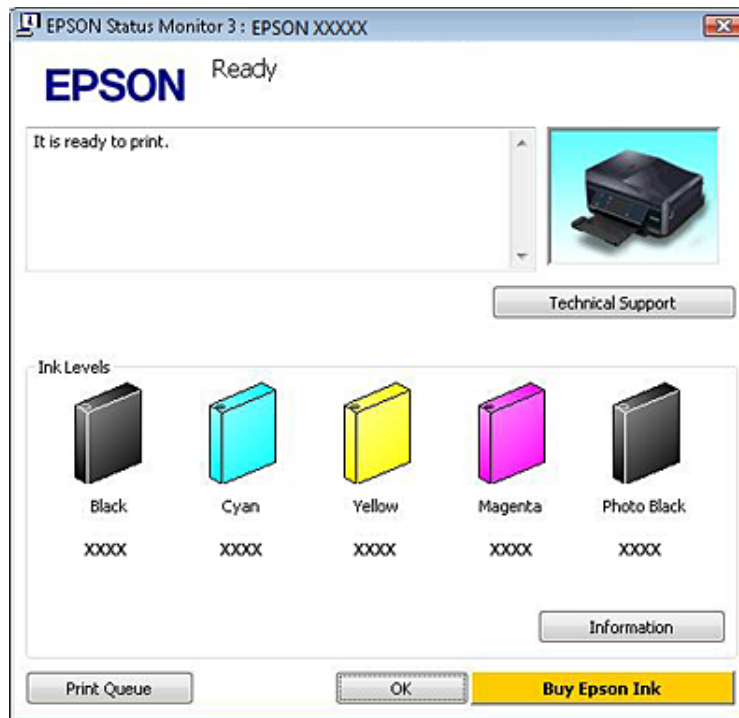 EPSON Status Monitor 3 : EPSON XXXXX
EPSON
Ready
It is ready to print.
Technical Support
Ink Levels
Black Cyan Yellow Magenta Photo Black
XXXX XXXX XXXX XXXX XXXX
Information
Print Queue OK Buy Epson Ink